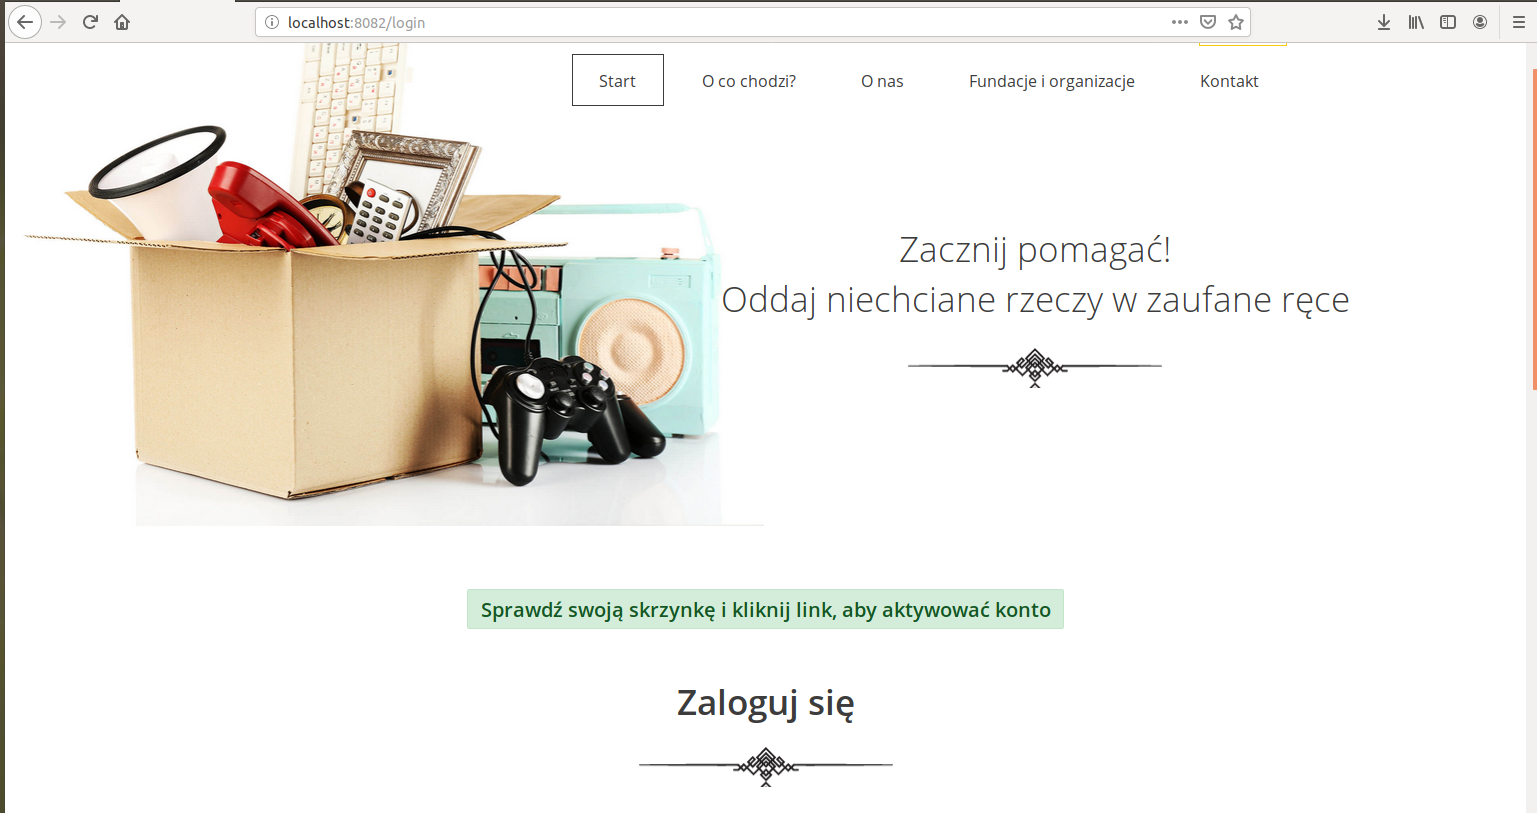 localhost:8082/login
Start
O co chodzi?
O nas
Fundacje i organizacje
Kontakt
Zacznij pomagać!
Oddaj niechciane rzeczy w zaufane ręce
Sprawdź swoją skrzynkę i kliknij link, aby aktywować konto
Zaloguj się